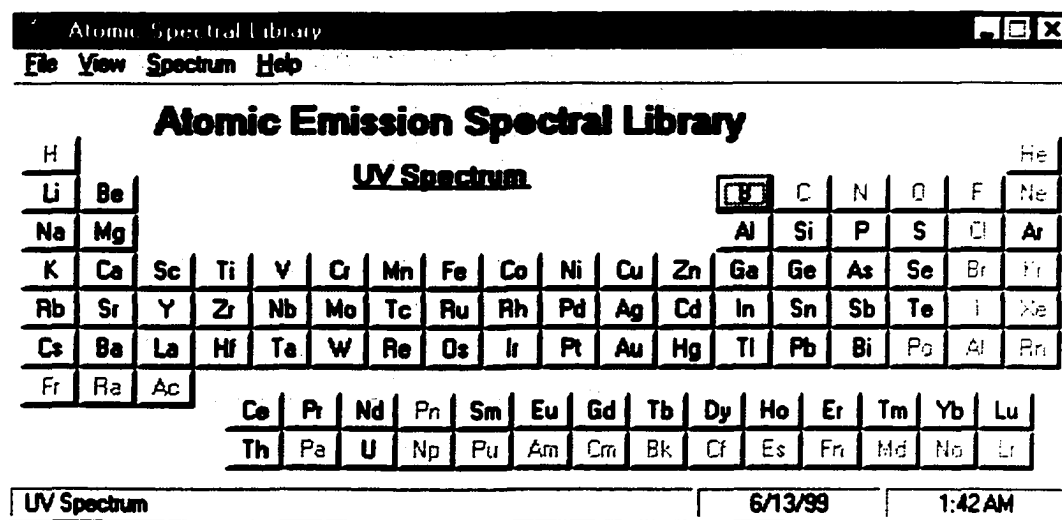 Atomic Spectral Library
File View Spectrum Help
Atomic Emission Spectral Library
UV Spectrum
H He
Li Be B C N O F Ne
Na Mg Al Si P S Cl Ar
K Ca Sc Ti V Cr Mn Fe Co Ni Cu Zn Ga Ge As Se Br Kr
Rb Sr Y Zr Nb Mo Tc Ru Rh Pd Ag Cd In Sn Sb Te I Xe
Cs Ba La Hf Ta W Re Os Ir Pt Au Hg Tl Pb Bi Po At Rn
Fr Ra Ac
Ce Pr Nd Pn Sm Eu Gd Tb Dy Ho Er Tm Yb Lu
Th Pa U Np Pu Am Cm Bk Cf Es Fn Md No Lr
UV Spectrum 6/13/99 1:42 AM